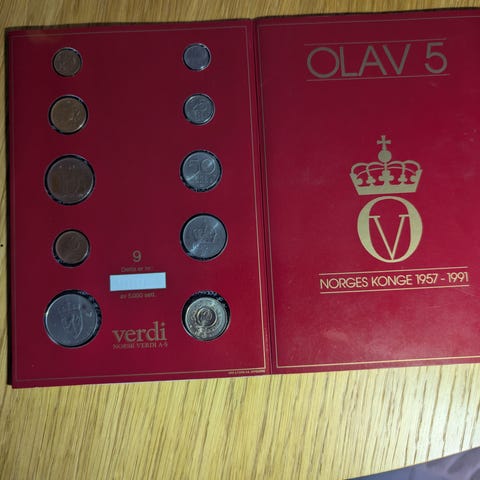 9
Dette er nr.:
av 5.000 sett.
verdi
NORSK VERDI A·S
OLAV 5
V
NORGES KONGE 1957 - 1991